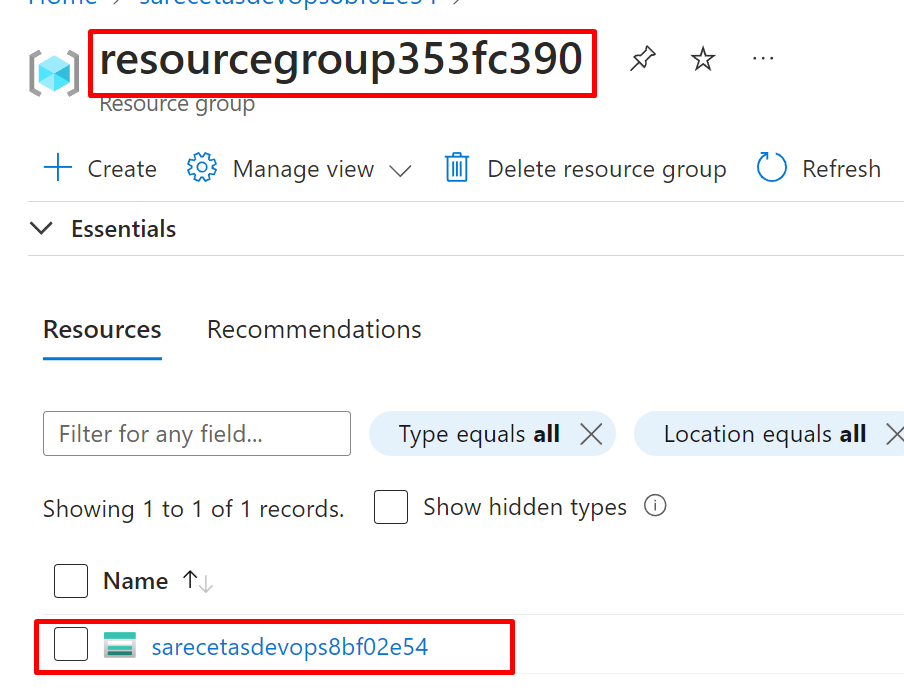 Home > sarecetasdevops8bf02e54 >
resourcegroup353fc390 ...
Resource group
Create Manage view Delete resource group Refresh
Essentials
Resources Recommendations
Filter for any field... Type equals all Location equals all
Showing 1 to 1 of 1 records. Show hidden types
Name ↑↓
sarecetasdevops8bf02e54